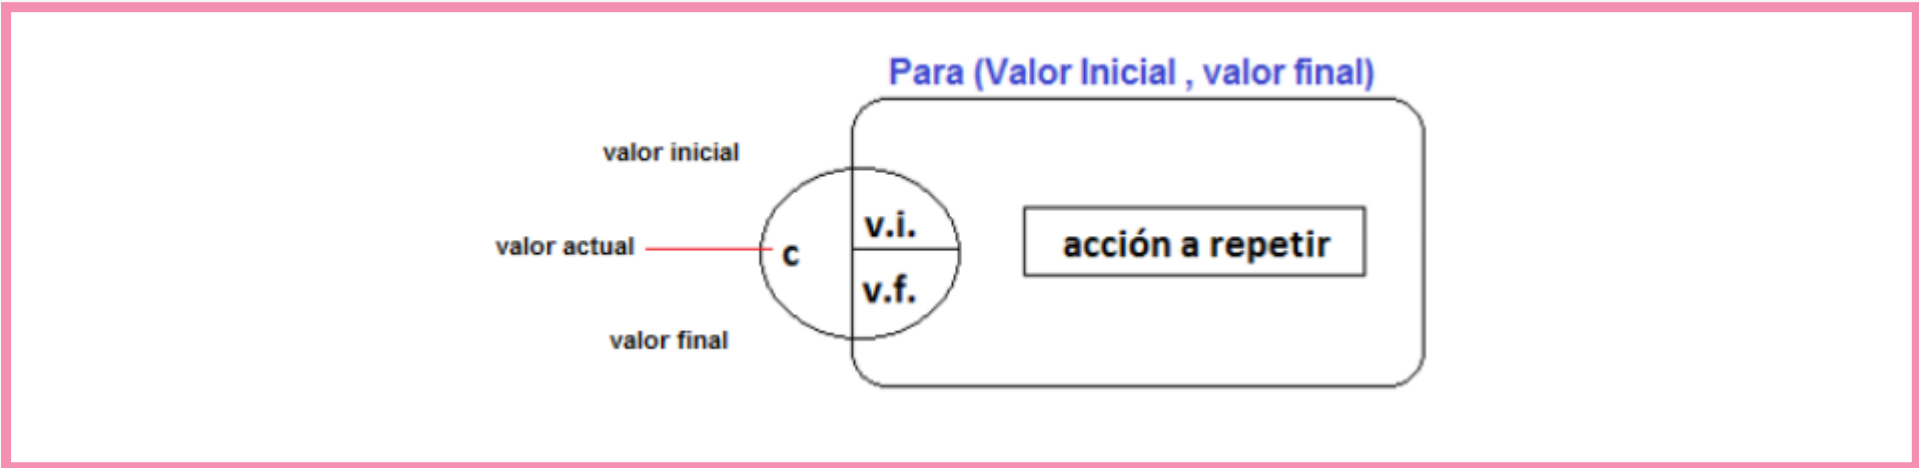 Para (Valor Inicial , valor final)
valor inicial
v.i.
valor actual
c
acción a repetir
v.f.
valor final